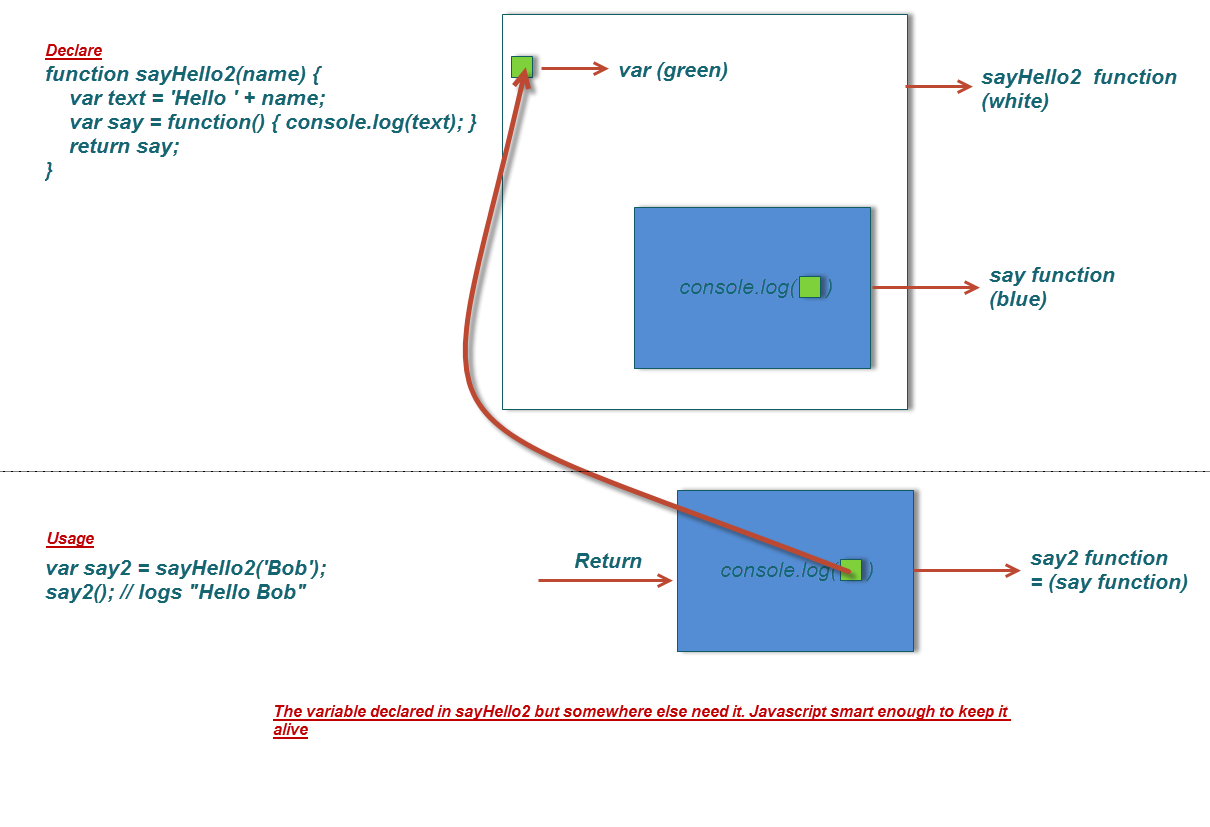 Declare
function sayHello2(name) {
var text = 'Hello ' + name;
var say = function() { console.log(text); }
return say;
}
var (green)
sayHello2  function
(white)
console.log( )
say function
(blue)
Usage
var say2 = sayHello2('Bob');
say2(); // logs "Hello Bob"
Return
console.log( )
say2 function
= (say function)
The variable declared in sayHello2 but somewhere else need it. Javascript smart enough to keep it
alive